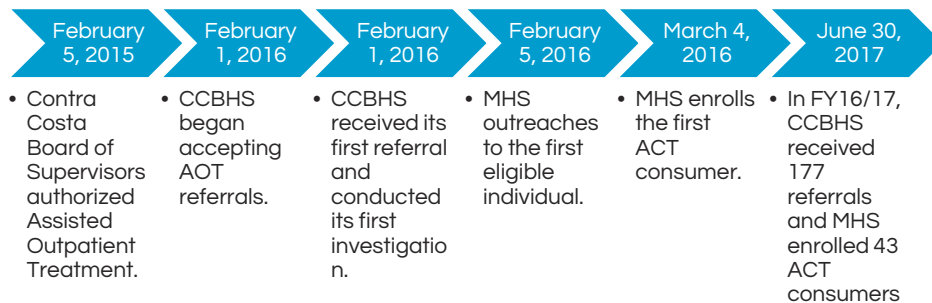 February
5, 2015
• Contra
Costa
Board of
Supervisors
authorized
Assisted
Outpatient
Treatment.
February
1, 2016
• CCBHS
began
accepting
AOT
referrals.
February
1, 2016
• CCBHS
received its
first referral
and
conducted
its first
investigatio
n.
February
5, 2016
• MHS
outreaches
to the first
eligible
individual.
March 4,
2016
• MHS enrolls
the first
ACT
consumer.
June 30,
2017
• In FY16/17,
CCBHS
received
177
referrals
and MHS
enrolled 43
ACT
consumers